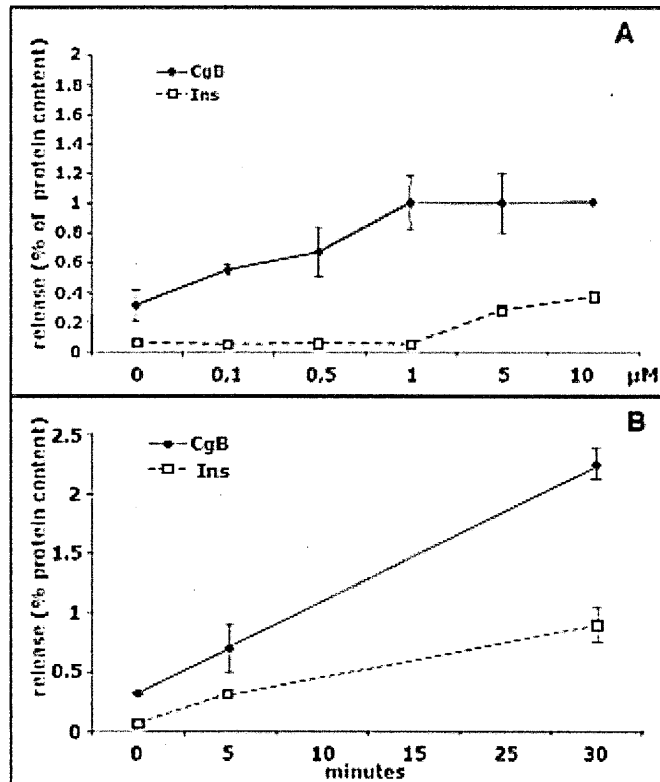 A
CgB
Ins
release (% of protein content)
2
1.8
1.6
1.4
1.2
1
0.8
0.6
0.4
0.2
0
0 0,1 0,5 1 5 10 µM
B
CgB
Ins
release (% protein content)
2.5
2
1.5
1
0.5
0
0 5 10 15 25 30
minutes